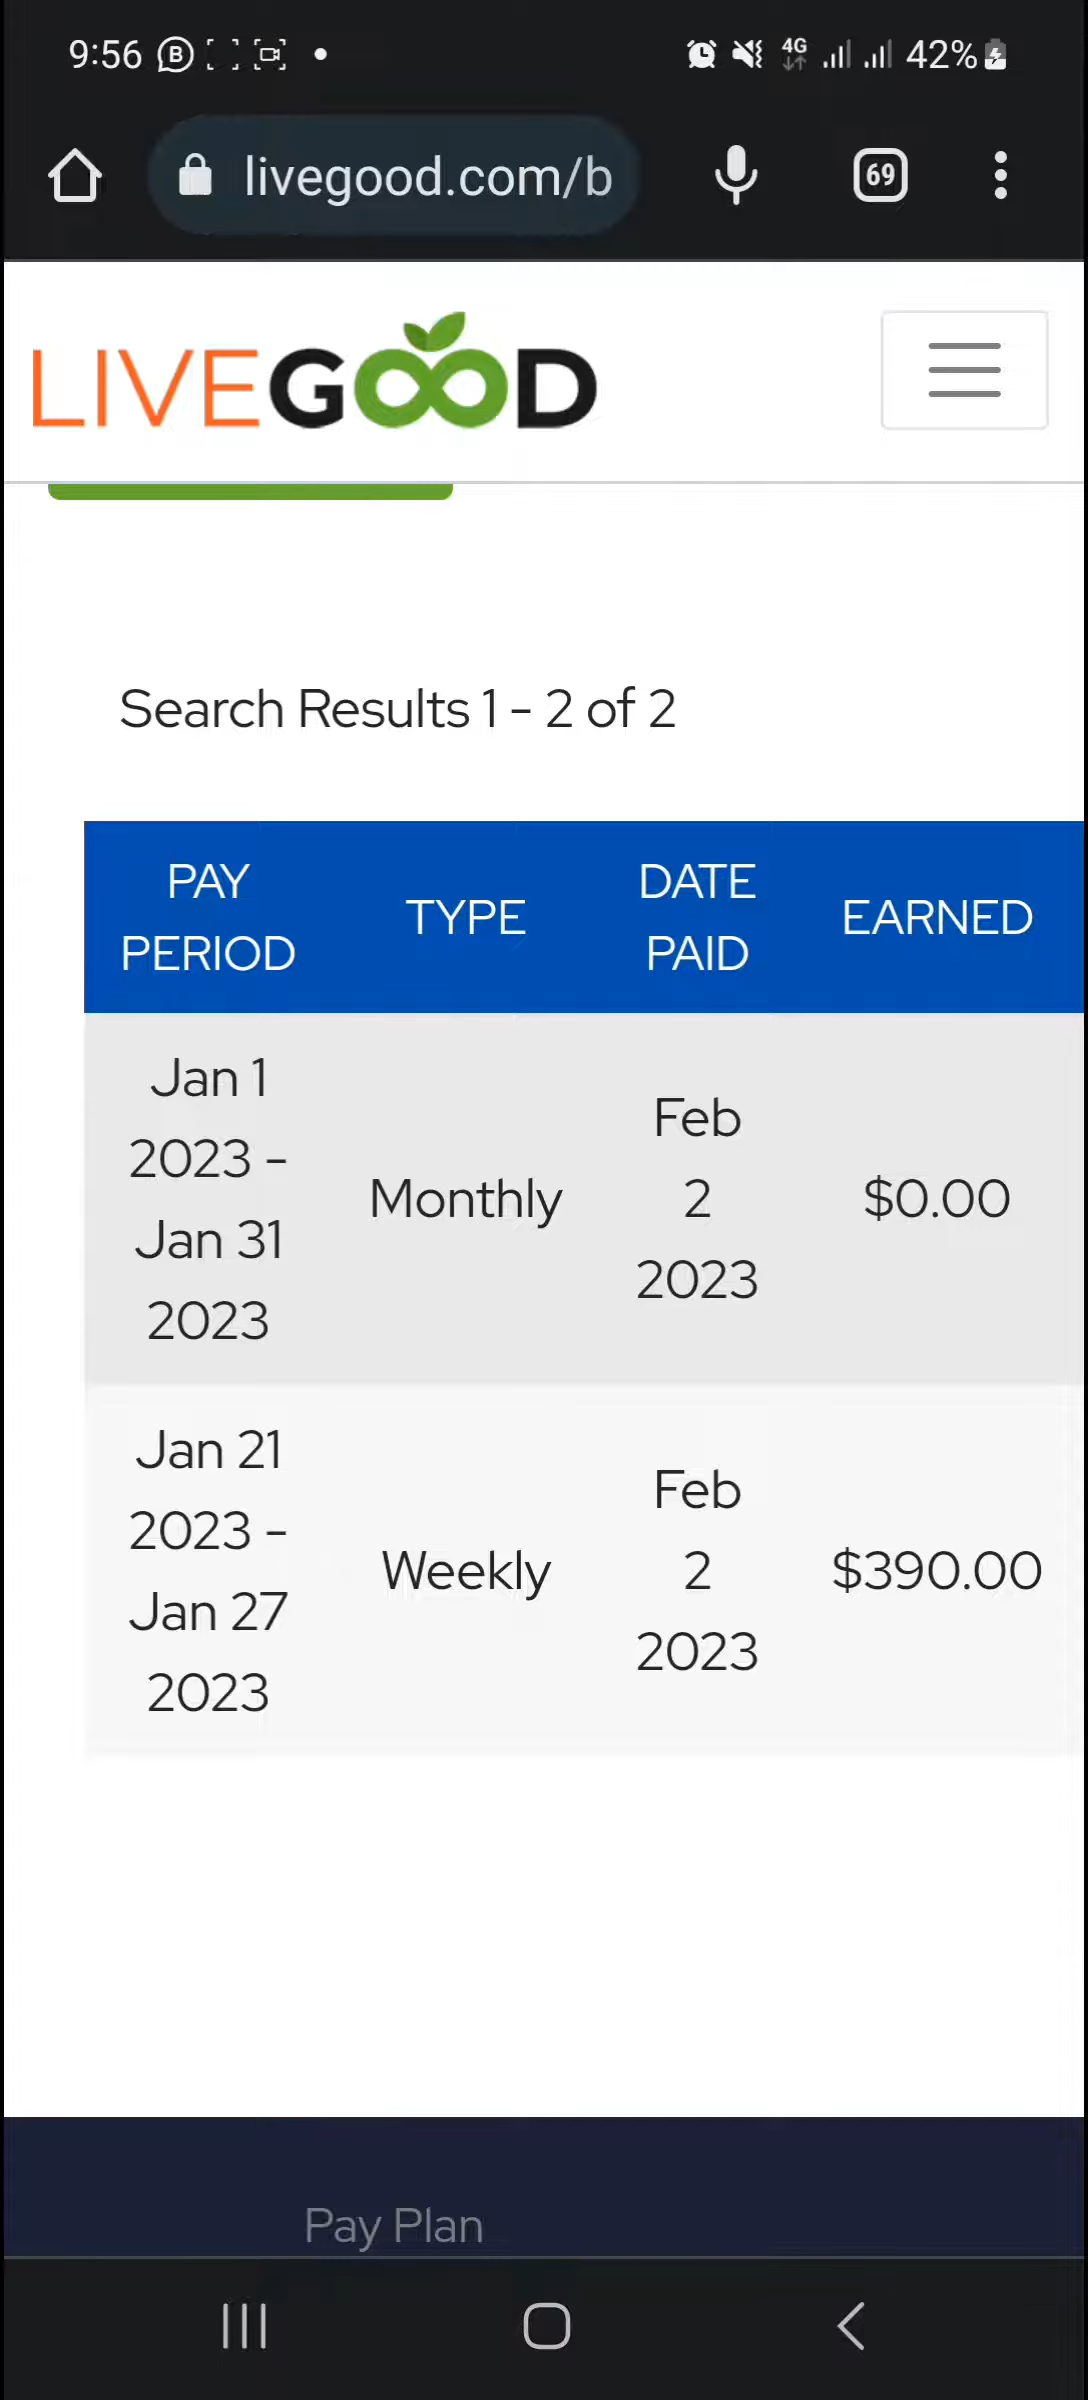 9:56 B 4G 42%
livegood.com/b 69
LIVEGOOD
Search Results 1 - 2 of 2
PAY PERIOD TYPE DATE PAID EARNED
Jan 1
2023 -
Jan 31
2023
Monthly
Feb
2
2023
$0.00
Jan 21
2023 -
Jan 27
2023
Weekly
Feb
2
2023
$390.00
Pay Plan